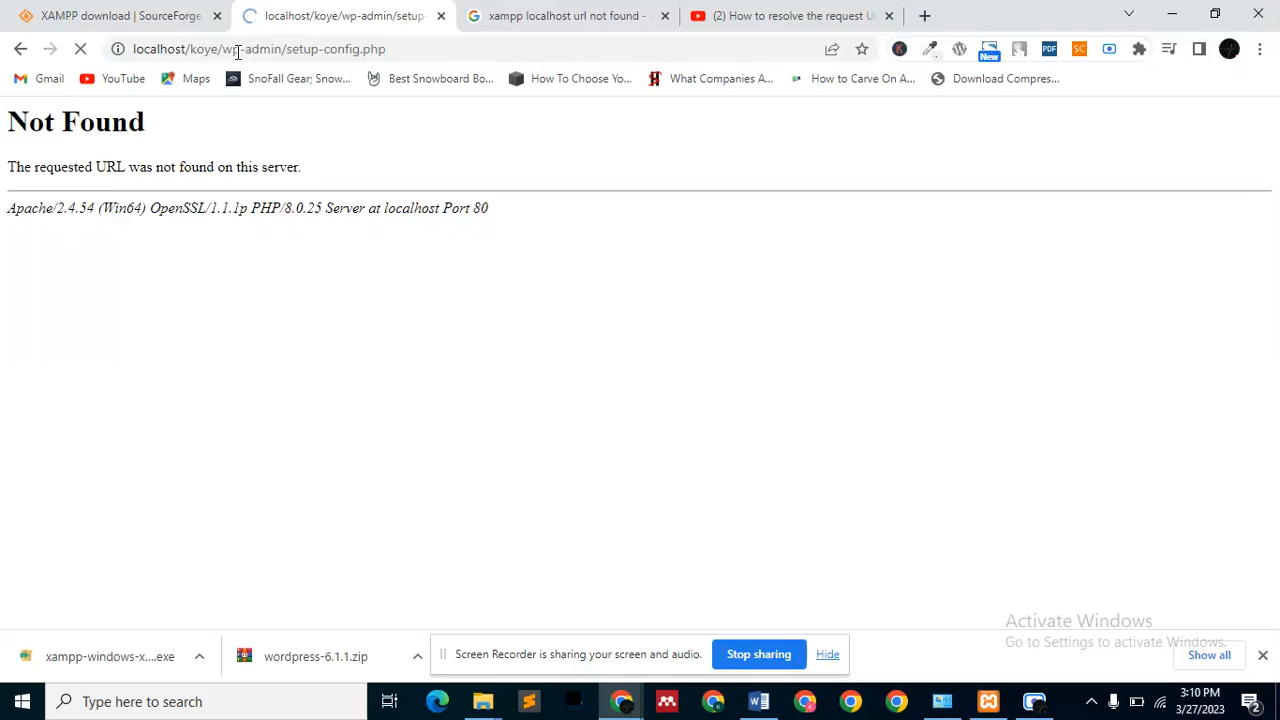 XAMPP download | SourceForge.
localhost/koye/wp-admin/setup-
xampp localhost url not found -
(2) How to resolve the request U
localhost/koye/wp-admin/setup-config.php
New
PDF
SC
Gmail
YouTube
Maps
SnoFall Gear; Snow...
Best Snowboard Bo...
How To Choose Yo...
What Companies A...
How to Carve On A...
Download Compres...
Not Found
The requested URL was not found on this server.
Apache/2.4.54 (Win64) OpenSSL/1.1.1p PHP/8.0.25 Server at localhost Port 80
Activate Windows
Go to Settings to activate Windows.
xampp-windows-x....exe
wordpress-6.1.1.zip
Screen Recorder is sharing your screen and audio.
Stop sharing
Hide
Show all
Type here to search
3:10 PM
3/27/2023
2